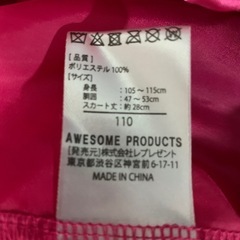 【品質】
ポリエステル100%
【サイズ】
身長：105～115cm
胴囲：47～53cm
スカート丈：約28cm
110
AWESOME PRODUCTS
[発売元]株式会社レプレゼント
東京都渋谷区神宮前6-17-11
MADE IN CHINA